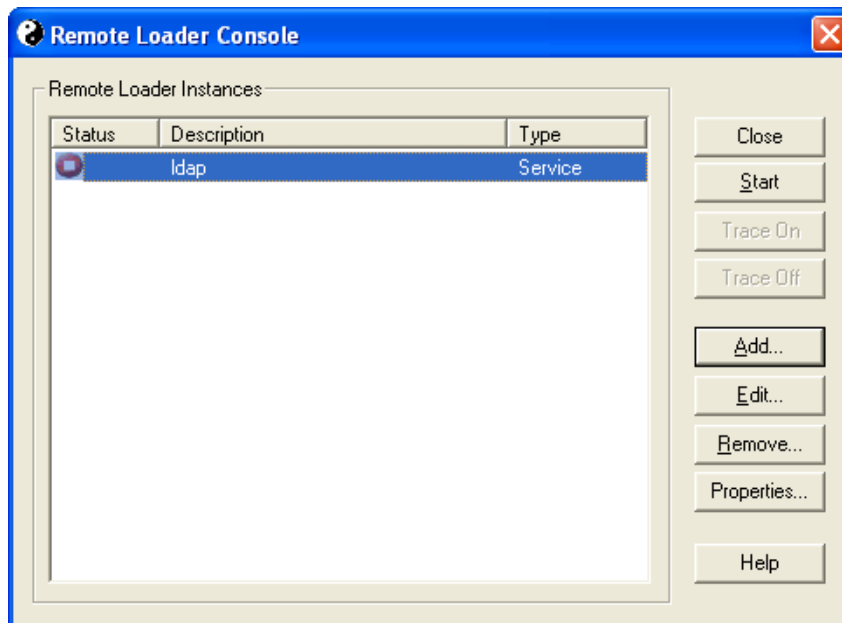 Remote Loader Console
Remote Loader Instances
Status Description Type
ldap Service
Close
Start
Trace On
Trace Off
Add...
Edit...
Remove...
Properties...
Help